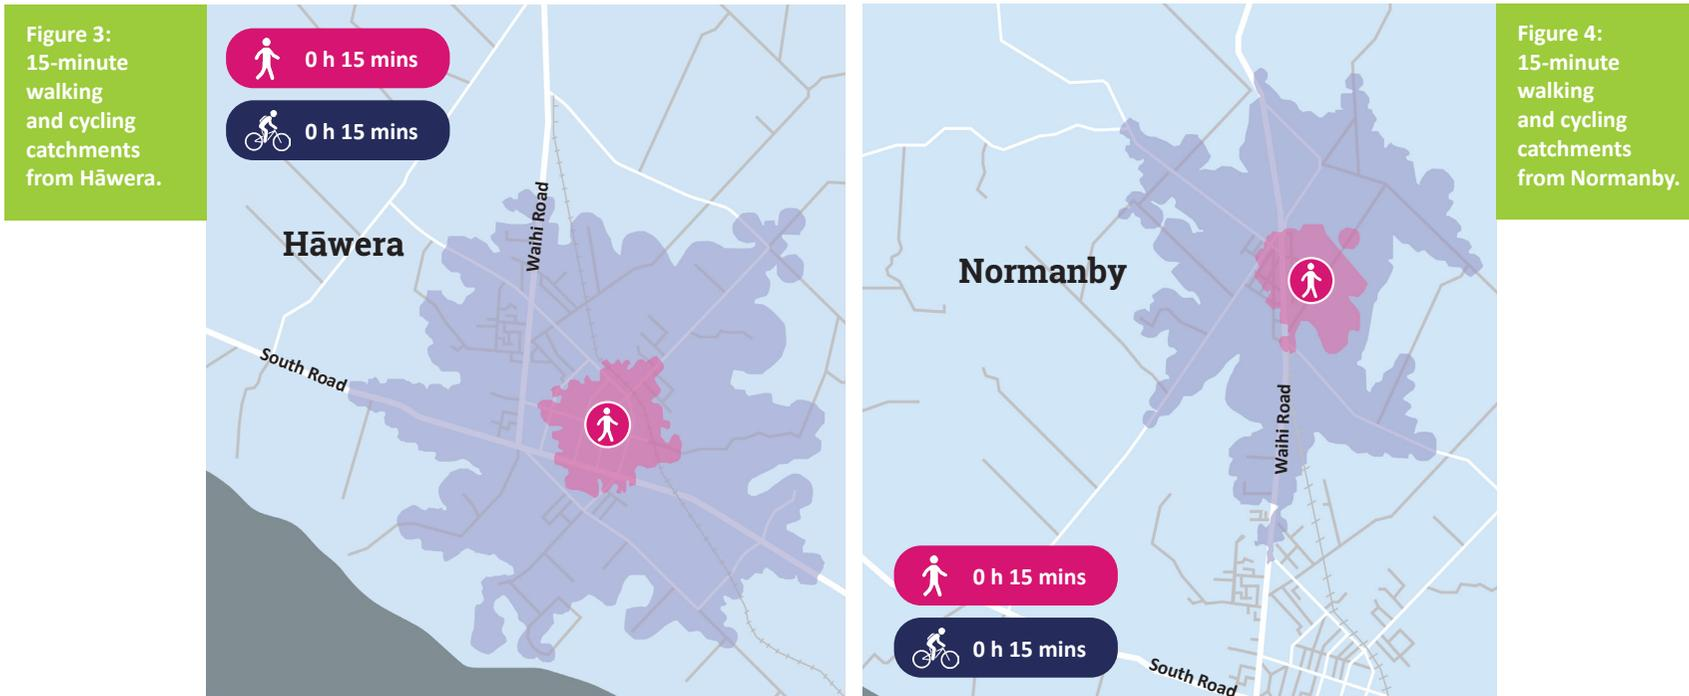 Figure 3:
15-minute
walking
and cycling
catchments
from Hāwera.
0 h 15 mins
0 h 15 mins
Hāwera
Waihi Road
South Road
Figure 4:
15-minute
walking
and cycling
catchments
from Normanby.
Normanby
Waihi Road
0 h 15 mins
0 h 15 mins
South Road